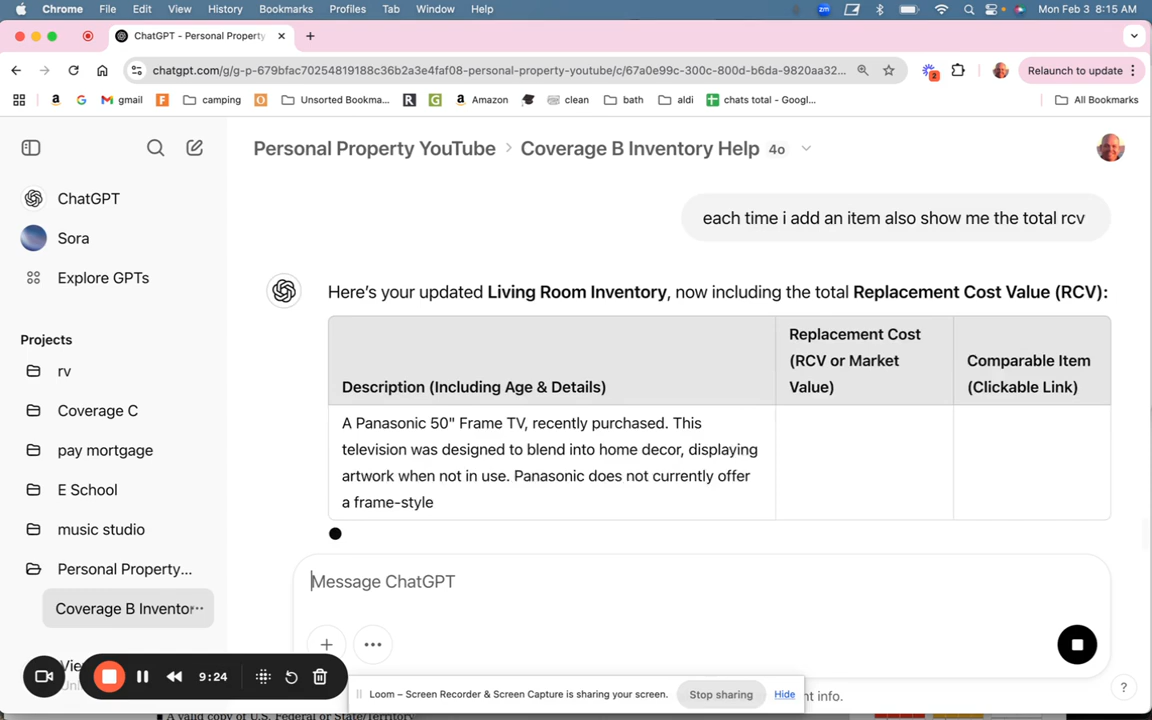 Chrome File Edit View History Bookmarks Profiles Tab Window Help zm Mon Feb 3 8:15 AM
ChatGPT - Personal Property
chatgpt.com/g/g-p-679bfac70254819188c36b2a3e4faf08-personal-property-youtube/c/67a0e99c-300c-800d-b6da-9820aa32... 2 Relaunch to update
gmail camping Unsorted Bookma... Amazon clean bath aldi chats total - Googl... All Bookmarks
Personal Property YouTube > Coverage B Inventory Help 4o
ChatGPT
Sora
Explore GPTs
Projects
rv
Coverage C
pay mortgage
E School
music studio
Personal Property...
Coverage B Inventor...
Vie
each time i add an item also show me the total rcv
Here's your updated Living Room Inventory, now including the total Replacement Cost Value (RCV):
Description (Including Age & Details)
Replacement Cost
(RCV or Market
Value)
Comparable Item
(Clickable Link)
A Panasonic 50" Frame TV, recently purchased. This
television was designed to blend into home decor, displaying
artwork when not in use. Panasonic does not currently offer
a frame-style
Message ChatGPT
9:24
Loom – Screen Recorder & Screen Capture is sharing your screen. Stop sharing Hide
nt info.
?
A valid copy of U.S. Federal or State/Territory